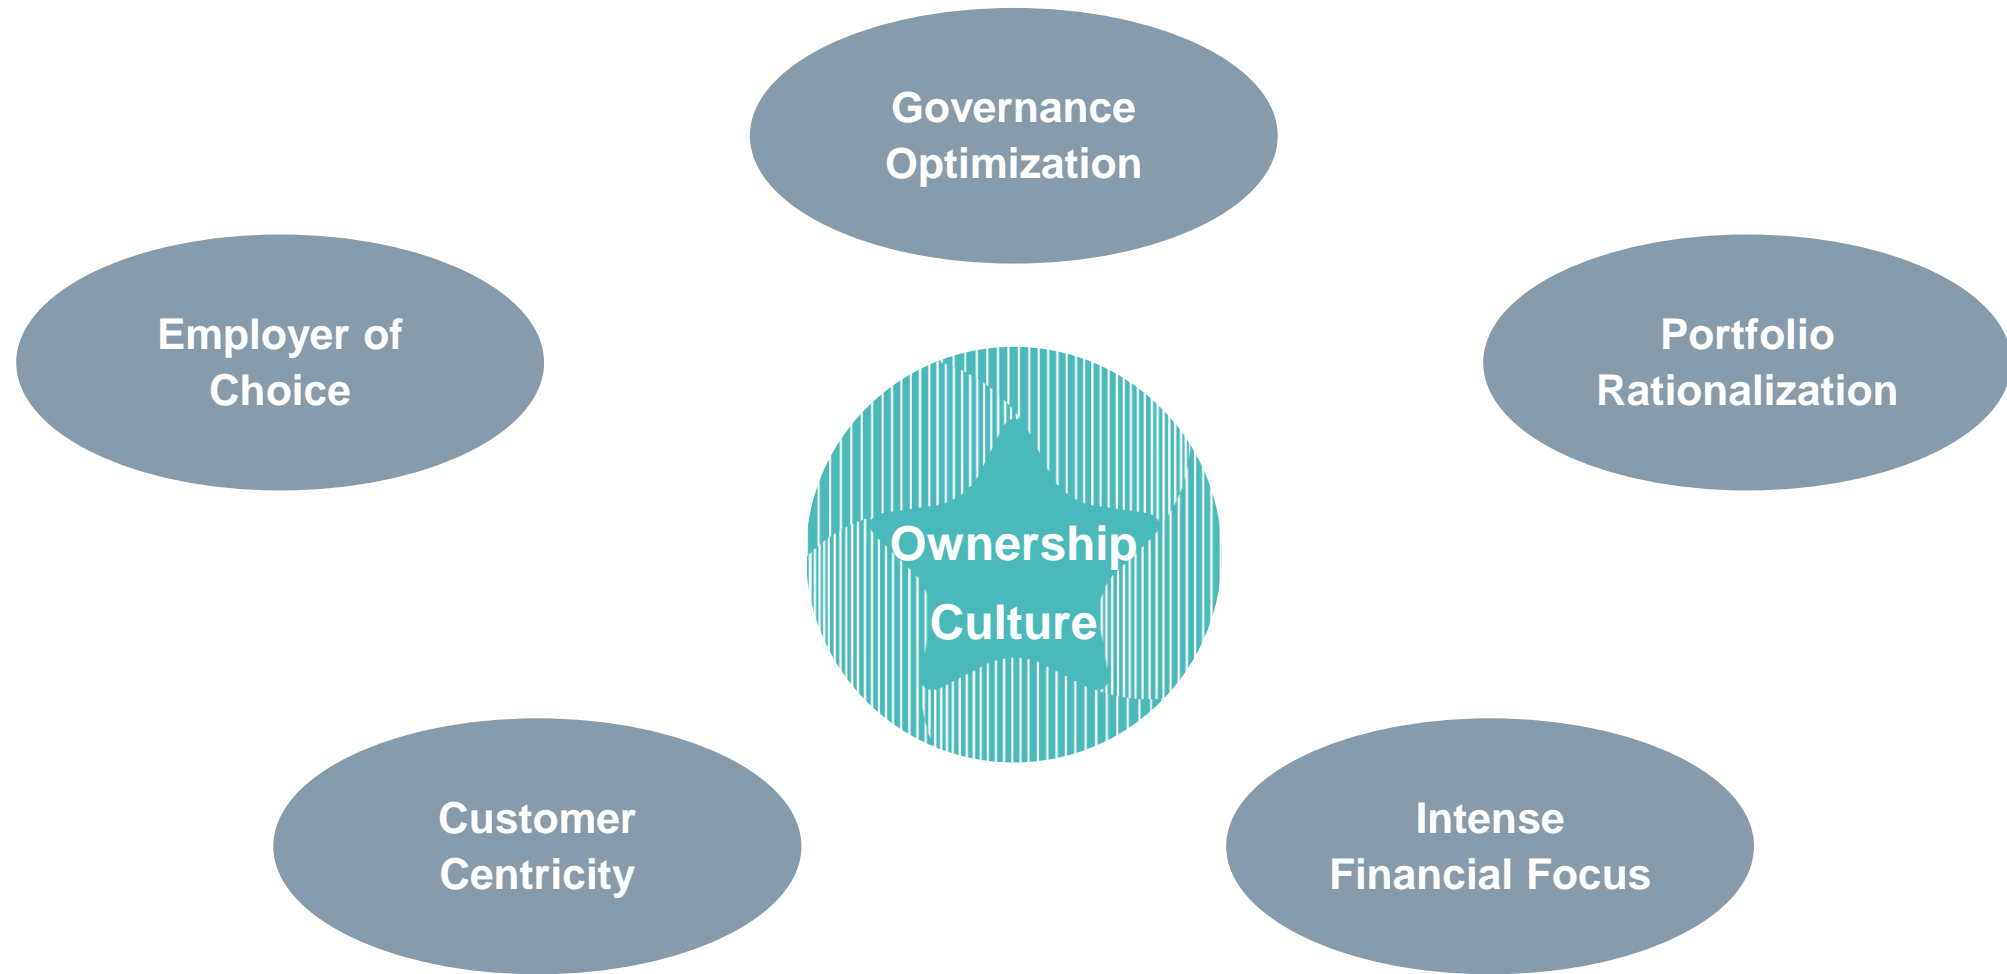 Governance
Optimization
Employer of
Choice
Portfolio
Rationalization
Ownership
Culture
Customer
Centricity
Intense
Financial Focus